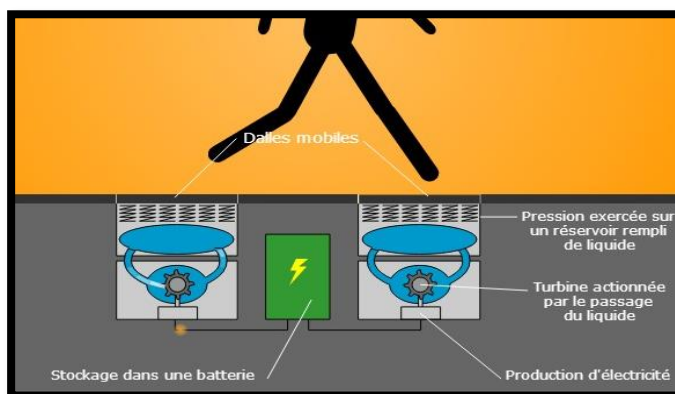 Dalles mobiles
Pression exercée sur
un réservoir rempli
de liquide
Turbine actionnée
par le passage
du liquide
Stockage dans une batterie
Production d'électricité